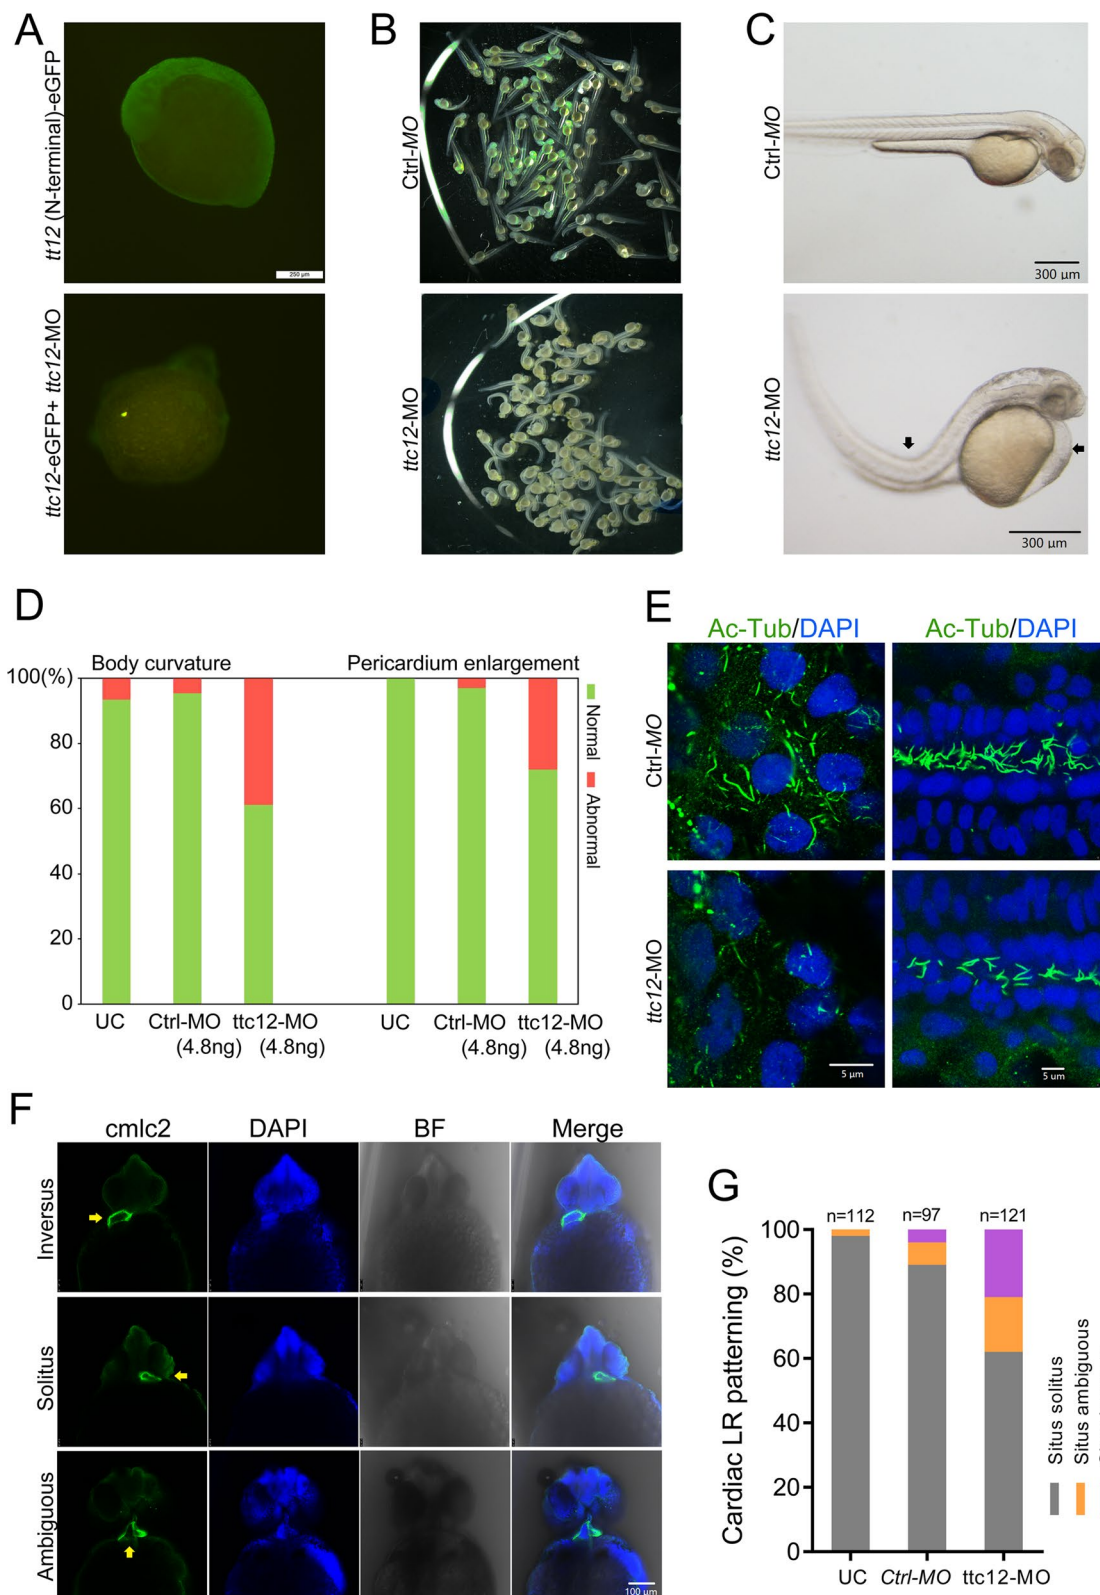 A
tt12 (N-terminal)-eGFP
250 µm
ttc12-eGFP+ ttc12-MO
B
Ctrl-MO
ttc12-MO
C
Ctrl-MO
300 µm
ttc12-MO
300 µm
D
Body curvature
Pericardium enlargement
100(%)
80
60
40
20
0
UC
Ctrl-MO
(4.8ng)
ttc12-MO
(4.8ng)
UC
Ctrl-MO
(4.8ng)
ttc12-MO
(4.8ng)
Normal
Abnormal
E
Ac-Tub/DAPI
Ac-Tub/DAPI
Ctrl-MO
ttc12-MO
5 µm
5 um
F
cmlc2
DAPI
BF
Merge
Inversus
Solitus
Ambiguous
100 µm
G
Cardiac LR patterning (%)
n=112
n=97
n=121
100
80
60
40
20
0
UC
Ctrl-MO
ttc12-MO
Situs solitus
Situs ambiguous